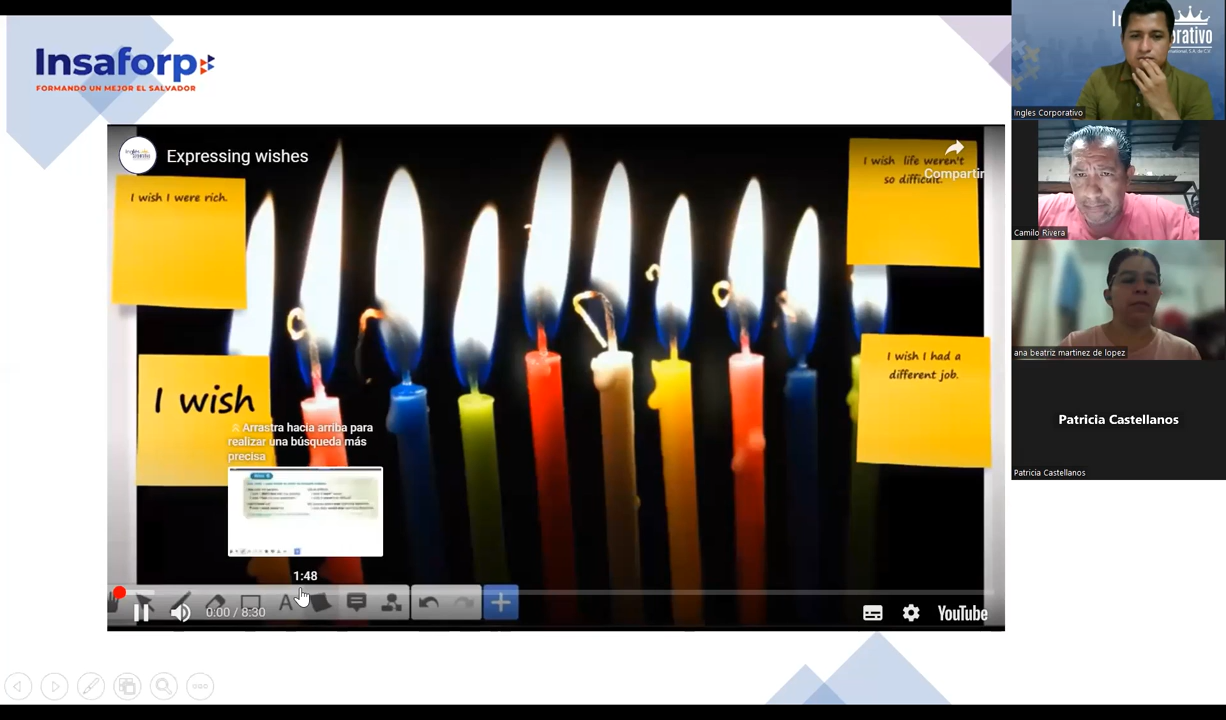 Insaforp
FORMANDO UN MEJOR EL SALVADOR
Expressing wishes
Compartir
I wish I were rich.
I wish life weren't
so difficult.
I wish
I wish I had a
different job.
Arrastra hacia arriba para
realizar una búsqueda más
precisa
1:48
0:00 / 8:30
YouTube
Ingles Corporativo
Camilo Rivera
ana beatriz martinez de lopez
Patricia Castellanos
Patricia Castellanos